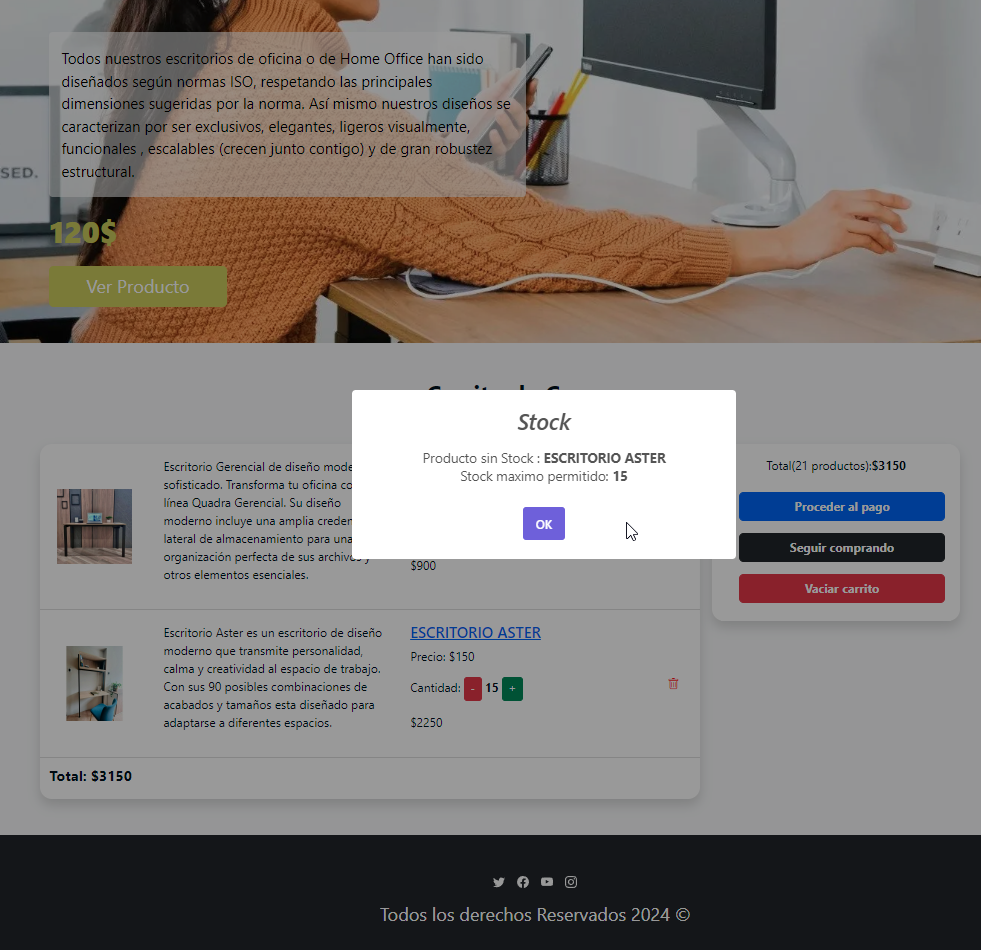 Todos nuestros escritorios de oficina o de Home Office han sido
diseñados según normas ISO, respetando las principales
dimensiones sugeridas por la norma. Así mismo nuestros diseños se
caracterizan por ser exclusivos, elegantes, ligeros visualmente,
funcionales , escalables (crecen junto contigo) y de gran robustez
estructural.
SED.
120$
Ver Producto
Stock
Producto sin Stock : ESCRITORIO ASTER
Stock maximo permitido: 15
OK
Escritorio Gerencial de diseño mode
sofisticado. Transforma tu oficina co
línea Quadra Gerencial. Su diseño
moderno incluye una amplia creden
lateral de almacenamiento para una
organización perfecta de sus archivos y
otros elementos esenciales.
$900
Escritorio Aster es un escritorio de diseño
moderno que transmite personalidad,
calma y creatividad al espacio de trabajo.
Con sus 90 posibles combinaciones de
acabados y tamaños esta diseñado para
adaptarse a diferentes espacios.
ESCRITORIO ASTER
Precio: $150
Cantidad: - 15 +
$2250
Total: $3150
Total(21 productos):$3150
Proceder al pago
Seguir comprando
Vaciar carrito
Todos los derechos Reservados 2024 ©